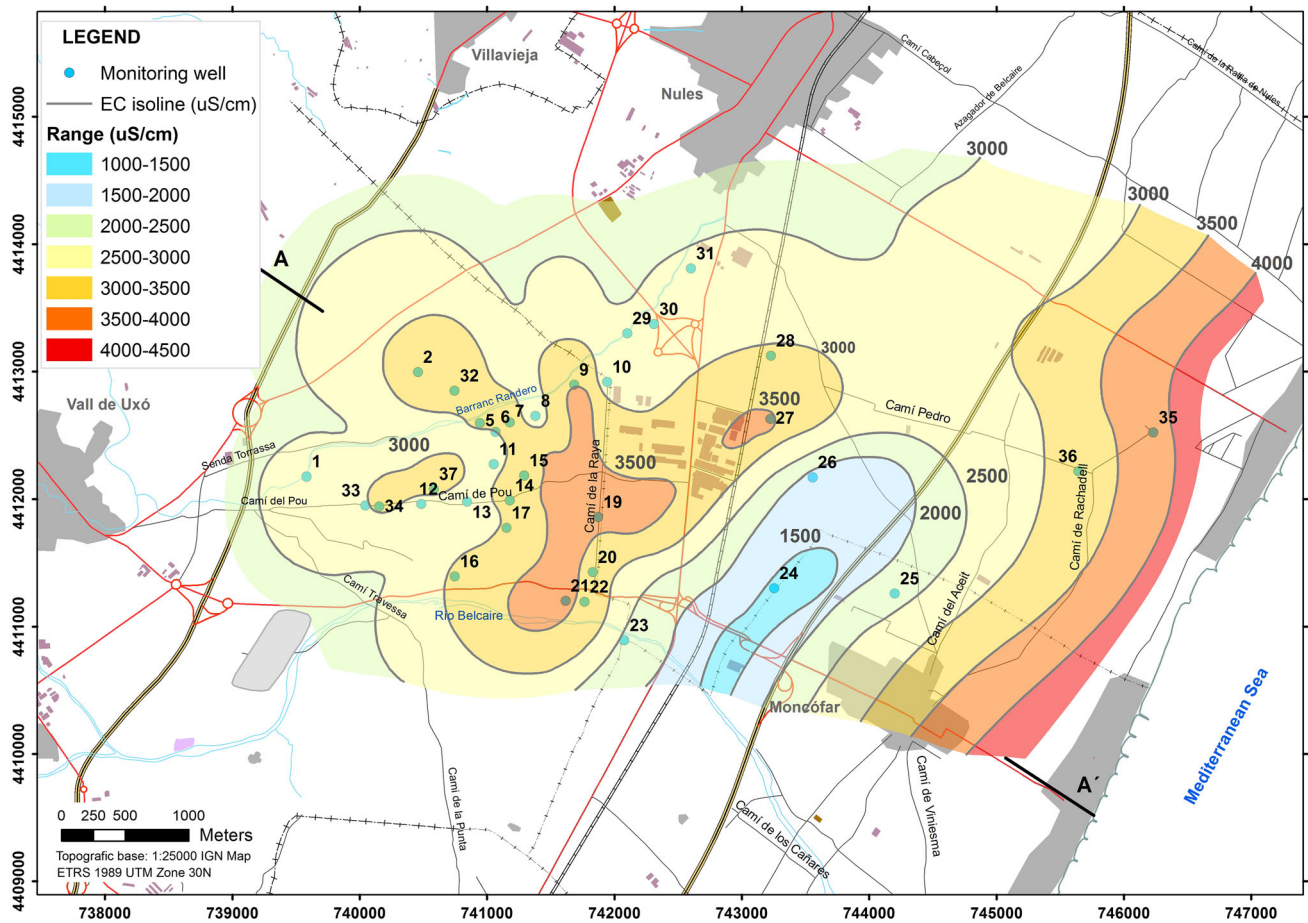 LEGEND
Monitoring well
EC isoline (uS/cm)
Range (uS/cm)
1000-1500
1500-2000
2000-2500
2500-3000
3000-3500
3500-4000
4000-4500
Villavieja
Nules
Camí Cabeçol
Camí de la Ratlla de Nules
Azagador de Belcaire
3000
3000
3500
4000
A
31
30
29
28
2
32
9
10
3000
Barranc Randero
8
7
6
5
3500
27
Camí Pedro
35
Vall de Uxó
Senda Torrassa
3000
11
15
3500
26
36
2500
1
37
12
Camí de Pou
14
Camí del Pou
33
34
13
17
Camí de la Raya
19
2000
1500
Camí de Rachadell
16
20
24
25
Camí Travessa
21
22
Camí del Aceit
Río Belcaire
23
Moncófar
Mediterranean Sea
A´
Camí de la Punta
Camí de Viniesma
Camí de los Cañares
0 250 500 1000
Meters
Topografic base: 1:25000 IGN Map
ETRS 1989 UTM Zone 30N
4415000
4414000
4413000
4412000
4411000
4410000
4409000
738000
739000
740000
741000
742000
743000
744000
745000
746000
747000